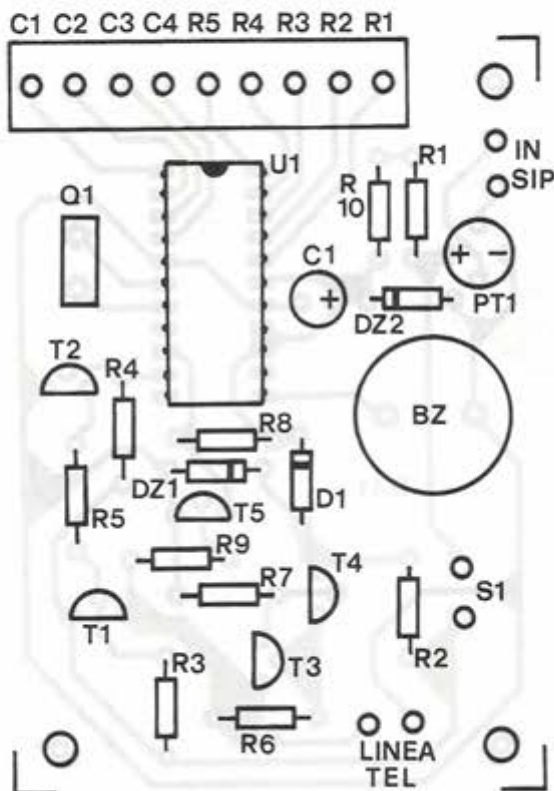 C1 C2 C3 C4 R5 R4 R3 R2 R1
U1
R1
IN
SIP
R
10
Q1
C1
+
+ -
PT1
DZ2
T2
R4
BZ
R8
DZ1
D1
R5
T5
R9
T4
R7
S1
T1
R2
R3
T3
R6
LINEA
TEL